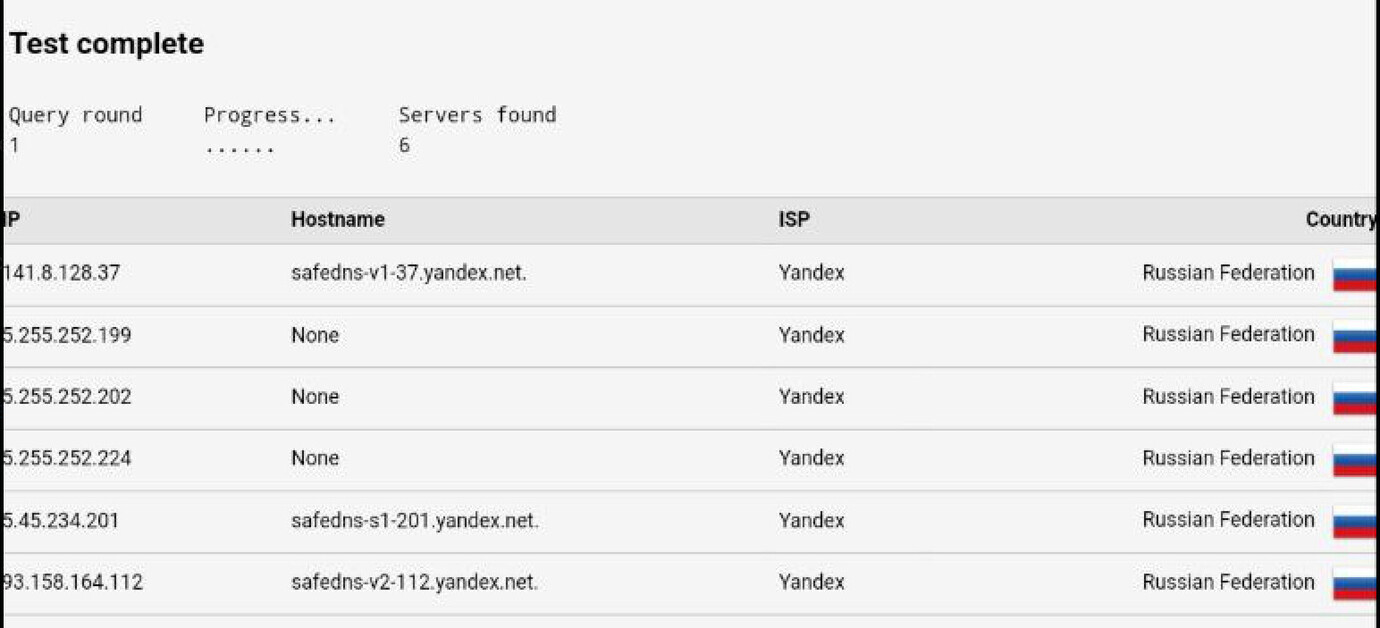 Test complete
Query round Progress... Servers found
1 ...... 6
IP Hostname ISP Country
141.8.128.37 safedns-v1-37.yandex.net. Yandex Russian Federation
5.255.252.199 None Yandex Russian Federation
5.255.252.202 None Yandex Russian Federation
5.255.252.224 None Yandex Russian Federation
5.45.234.201 safedns-s1-201.yandex.net. Yandex Russian Federation
93.158.164.112 safedns-v2-112.yandex.net. Yandex Russian Federation